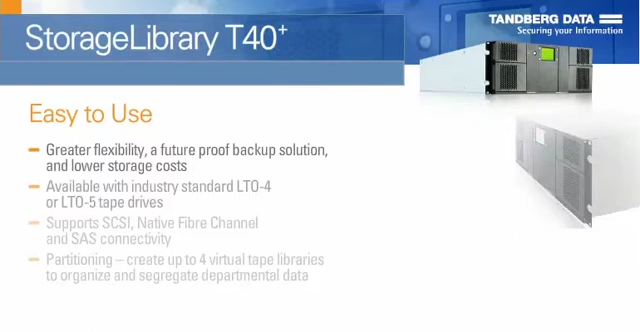 StorageLibrary T40+
TANDBERG DATA
Securing your Information
Easy to Use
Greater flexibility, a future proof backup solution,
and lower storage costs
Available with industry standard LTO-4
or LTO-5 tape drives
Supports SCSI, Native Fibre Channel
and SAS connectivity
Partitioning – create up to 4 virtual tape libraries
to organize and segregate departmental data